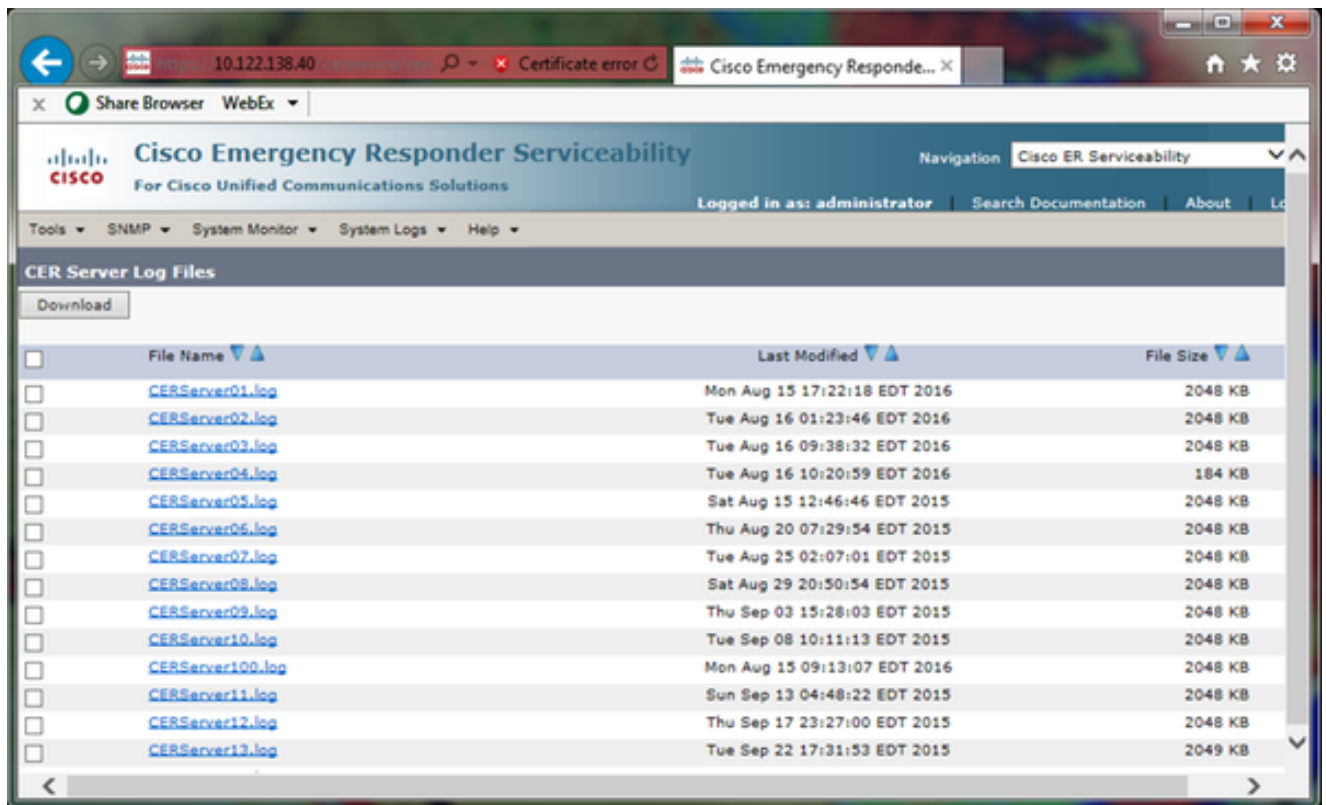 https://10.122.138.40 Certificate error Cisco Emergency Responde...
x Share Browser WebEx
CISCO
Cisco Emergency Responder Serviceability
For Cisco Unified Communications Solutions
Navigation Cisco ER Serviceability
Logged in as: administrator | Search Documentation | About | Lo
Tools SNMP System Monitor System Logs Help
CER Server Log Files
Download
File Name Last Modified File Size
CERServer01.log Mon Aug 15 17:22:18 EDT 2016 2048 KB
CERServer02.log Tue Aug 16 01:23:46 EDT 2016 2048 KB
CERServer03.log Tue Aug 16 09:38:32 EDT 2016 2048 KB
CERServer04.log Tue Aug 16 10:20:59 EDT 2016 184 KB
CERServer05.log Sat Aug 15 12:46:46 EDT 2015 2048 KB
CERServer06.log Thu Aug 20 07:29:54 EDT 2015 2048 KB
CERServer07.log Tue Aug 25 02:07:01 EDT 2015 2048 KB
CERServer08.log Sat Aug 29 20:50:54 EDT 2015 2048 KB
CERServer09.log Thu Sep 03 15:28:03 EDT 2015 2048 KB
CERServer10.log Tue Sep 08 10:11:13 EDT 2015 2048 KB
CERServer100.log Mon Aug 15 09:13:07 EDT 2016 2048 KB
CERServer11.log Sun Sep 13 04:48:22 EDT 2015 2048 KB
CERServer12.log Thu Sep 17 23:27:00 EDT 2015 2048 KB
CERServer13.log Tue Sep 22 17:31:53 EDT 2015 2049 KB